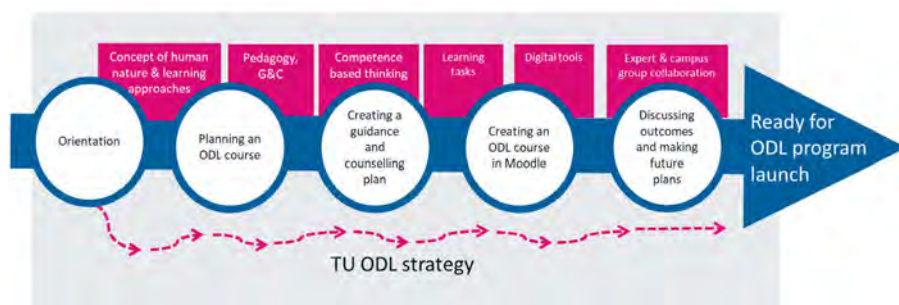 Concept of human
nature & learning
approaches
Pedagogy,
G&C
Competence
based thinking
Learning
tasks
Digital tools
Expert & campus
group collaboration
Orientation
Planning an
ODL course
Creating a
guidance
and
counselling
plan
Creating an
ODL course
in Moodle
Discussing
outcomes
and making
future
plans
Ready for
ODL program
launch
TU ODL strategy